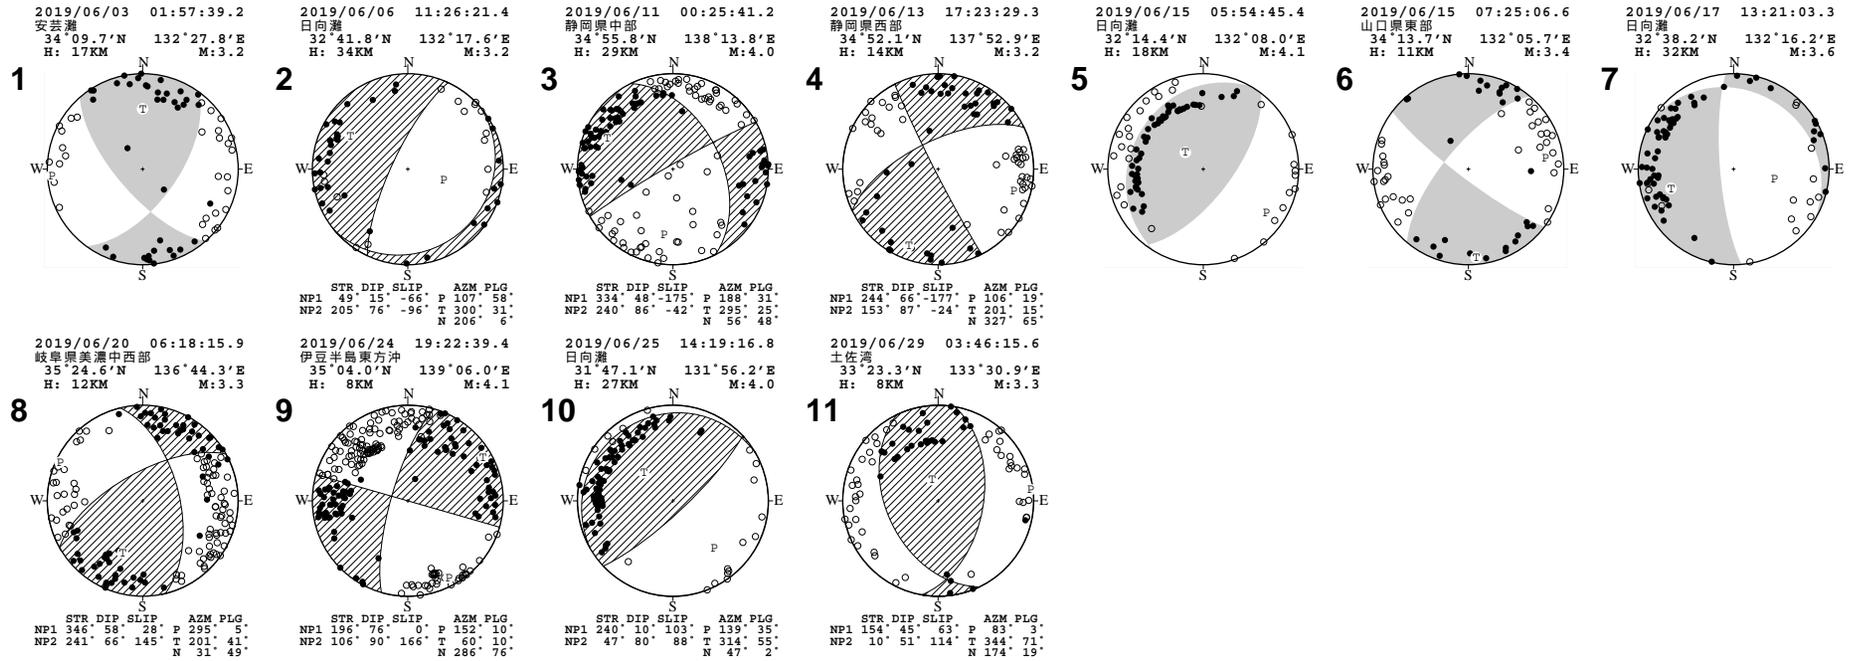 2019/06/03 01:57:39.2
安芸灘
34°09.7'N 132°27.8'E
H: 17KM M:3.2
1
N
W
E
S
T
P
2019/06/06 11:26:21.4
日向灘
32°41.8'N 132°17.6'E
H: 34KM M:3.2
2
N
W
E
S
T
P
STR DIP SLIP AZM PLG
NP1 49° 15° -66° P 107° 58°
NP2 205° 76° -96° T 300° 31°
N 206° 6°
2019/06/11 00:25:41.2
静岡県中部
34°55.8'N 138°13.8'E
H: 29KM M:4.0
3
N
W
E
S
T
P
STR DIP SLIP AZM PLG
NP1 334° 48° -175° P 188° 31°
NP2 240° 86° -42° T 295° 25°
N 56° 48°
2019/06/13 17:23:29.3
静岡県西部
34°52.1'N 137°52.9'E
H: 14KM M:3.2
4
N
W
E
S
P
T
STR DIP SLIP AZM PLG
NP1 244° 66° -177° P 106° 19°
NP2 153° 87° -24° T 201° 15°
N 327° 65°
2019/06/15 05:54:45.4
日向灘
32°14.4'N 132°08.0'E
H: 18KM M:4.1
5
N
W
E
S
T
P
2019/06/15 07:25:06.6
山口県東部
34°13.7'N 132°05.7'E
H: 11KM M:3.4
6
N
W
E
S
P
T
2019/06/17 13:21:03.3
日向灘
32°38.2'N 132°16.2'E
H: 32KM M:3.6
7
N
W
E
S
P
T
2019/06/20 06:18:15.9
岐阜県美濃中西部
35°24.6'N 136°44.3'E
H: 12KM M:3.3
8
N
W
E
S
P
T
STR DIP SLIP AZM PLG
NP1 346° 58° 28° P 295° 5°
NP2 241° 66° 145° T 201° 41°
N 31° 49°
2019/06/24 19:22:39.4
伊豆半島東方沖
35°04.0'N 139°06.0'E
H: 8KM M:4.1
9
N
W
E
S
T
P
STR DIP SLIP AZM PLG
NP1 196° 76° 0° P 152° 10°
NP2 106° 90° 166° T 60° 10°
N 286° 76°
2019/06/25 14:19:16.8
日向灘
31°47.1'N 131°56.2'E
H: 27KM M:4.0
10
N
W
E
S
T
P
STR DIP SLIP AZM PLG
NP1 240° 10° 103° P 139° 35°
NP2 47° 80° 88° T 314° 55°
N 47° 2°
2019/06/29 03:46:15.6
土佐湾
33°23.3'N 133°30.9'E
H: 8KM M:3.3
11
N
W
E
S
T
P
STR DIP SLIP AZM PLG
NP1 154° 45° 63° P 83° 3°
NP2 10° 51° 114° T 344° 71°
N 174° 19°